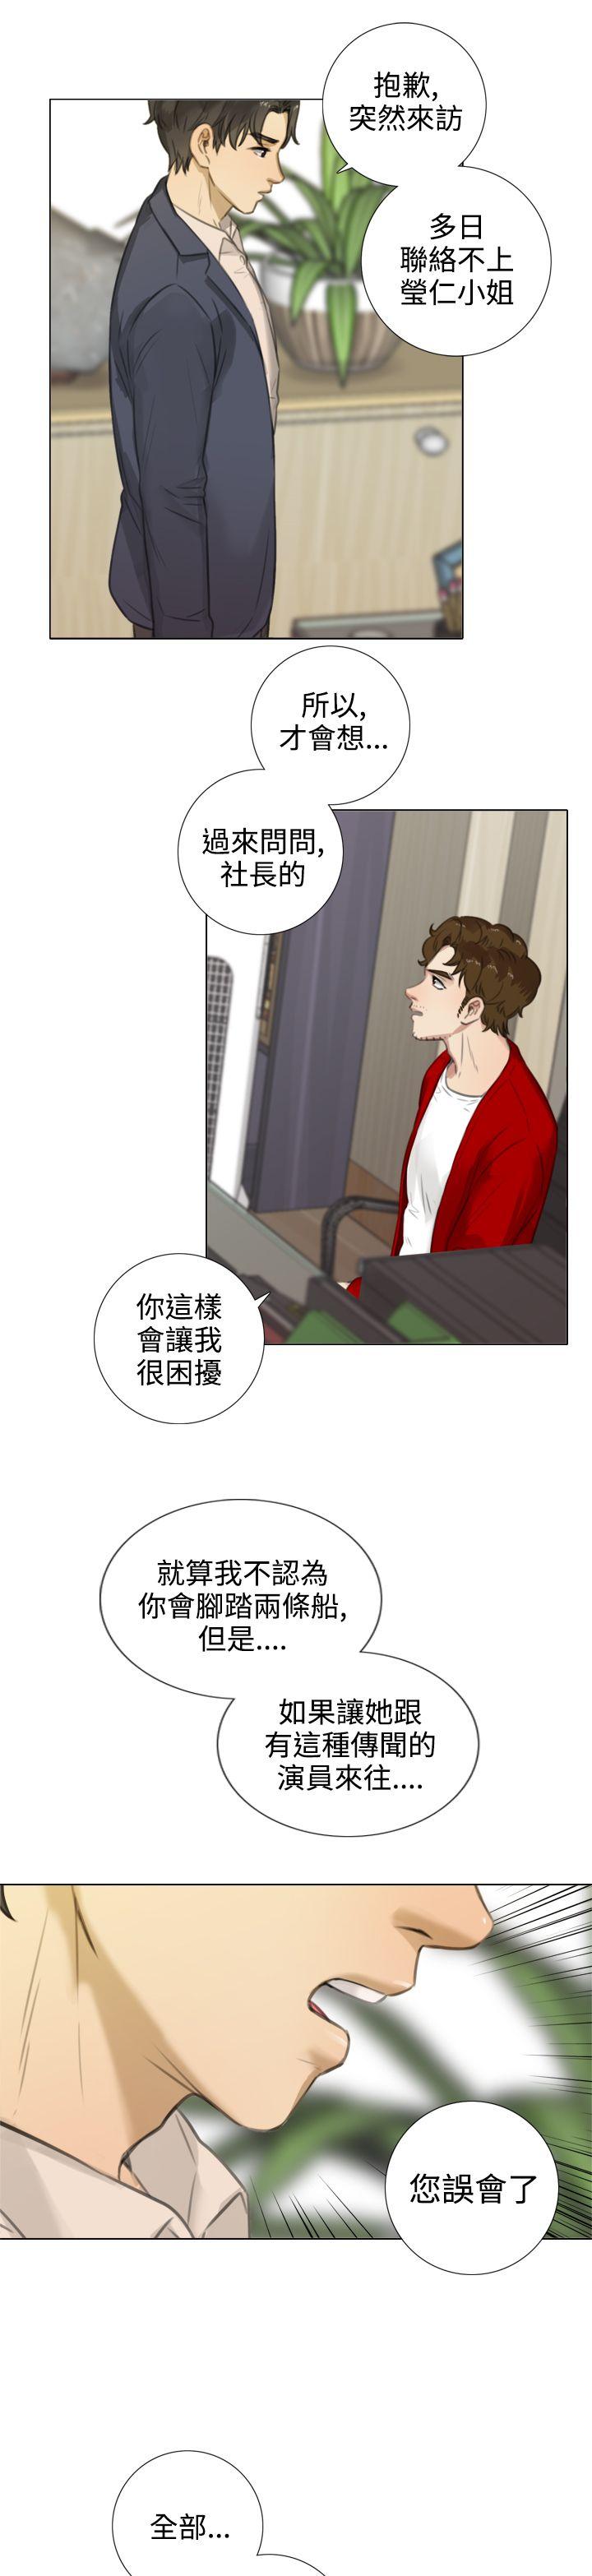 抱歉,
突然來訪
多日
聯絡不上
瑩仁小姐
所以,
才會想...
過來問問,
社長的
你這樣
會讓我
很困擾
就算我不認為
你會腳踏兩條船,
但是....
如果讓她跟
有這種傳聞的
演員來往....
您誤會了
全部...